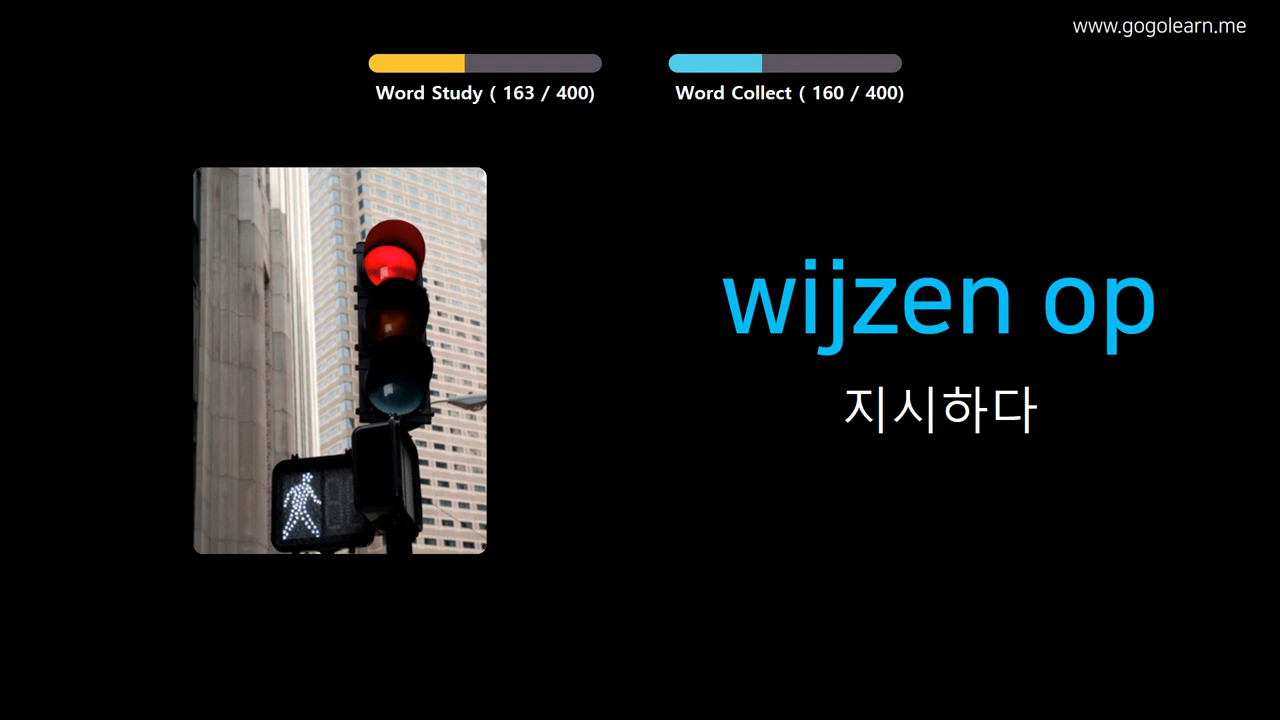 www.gogolearn.me
Word Study ( 163 / 400)
Word Collect ( 160 / 400)
wijzen op
지시하다